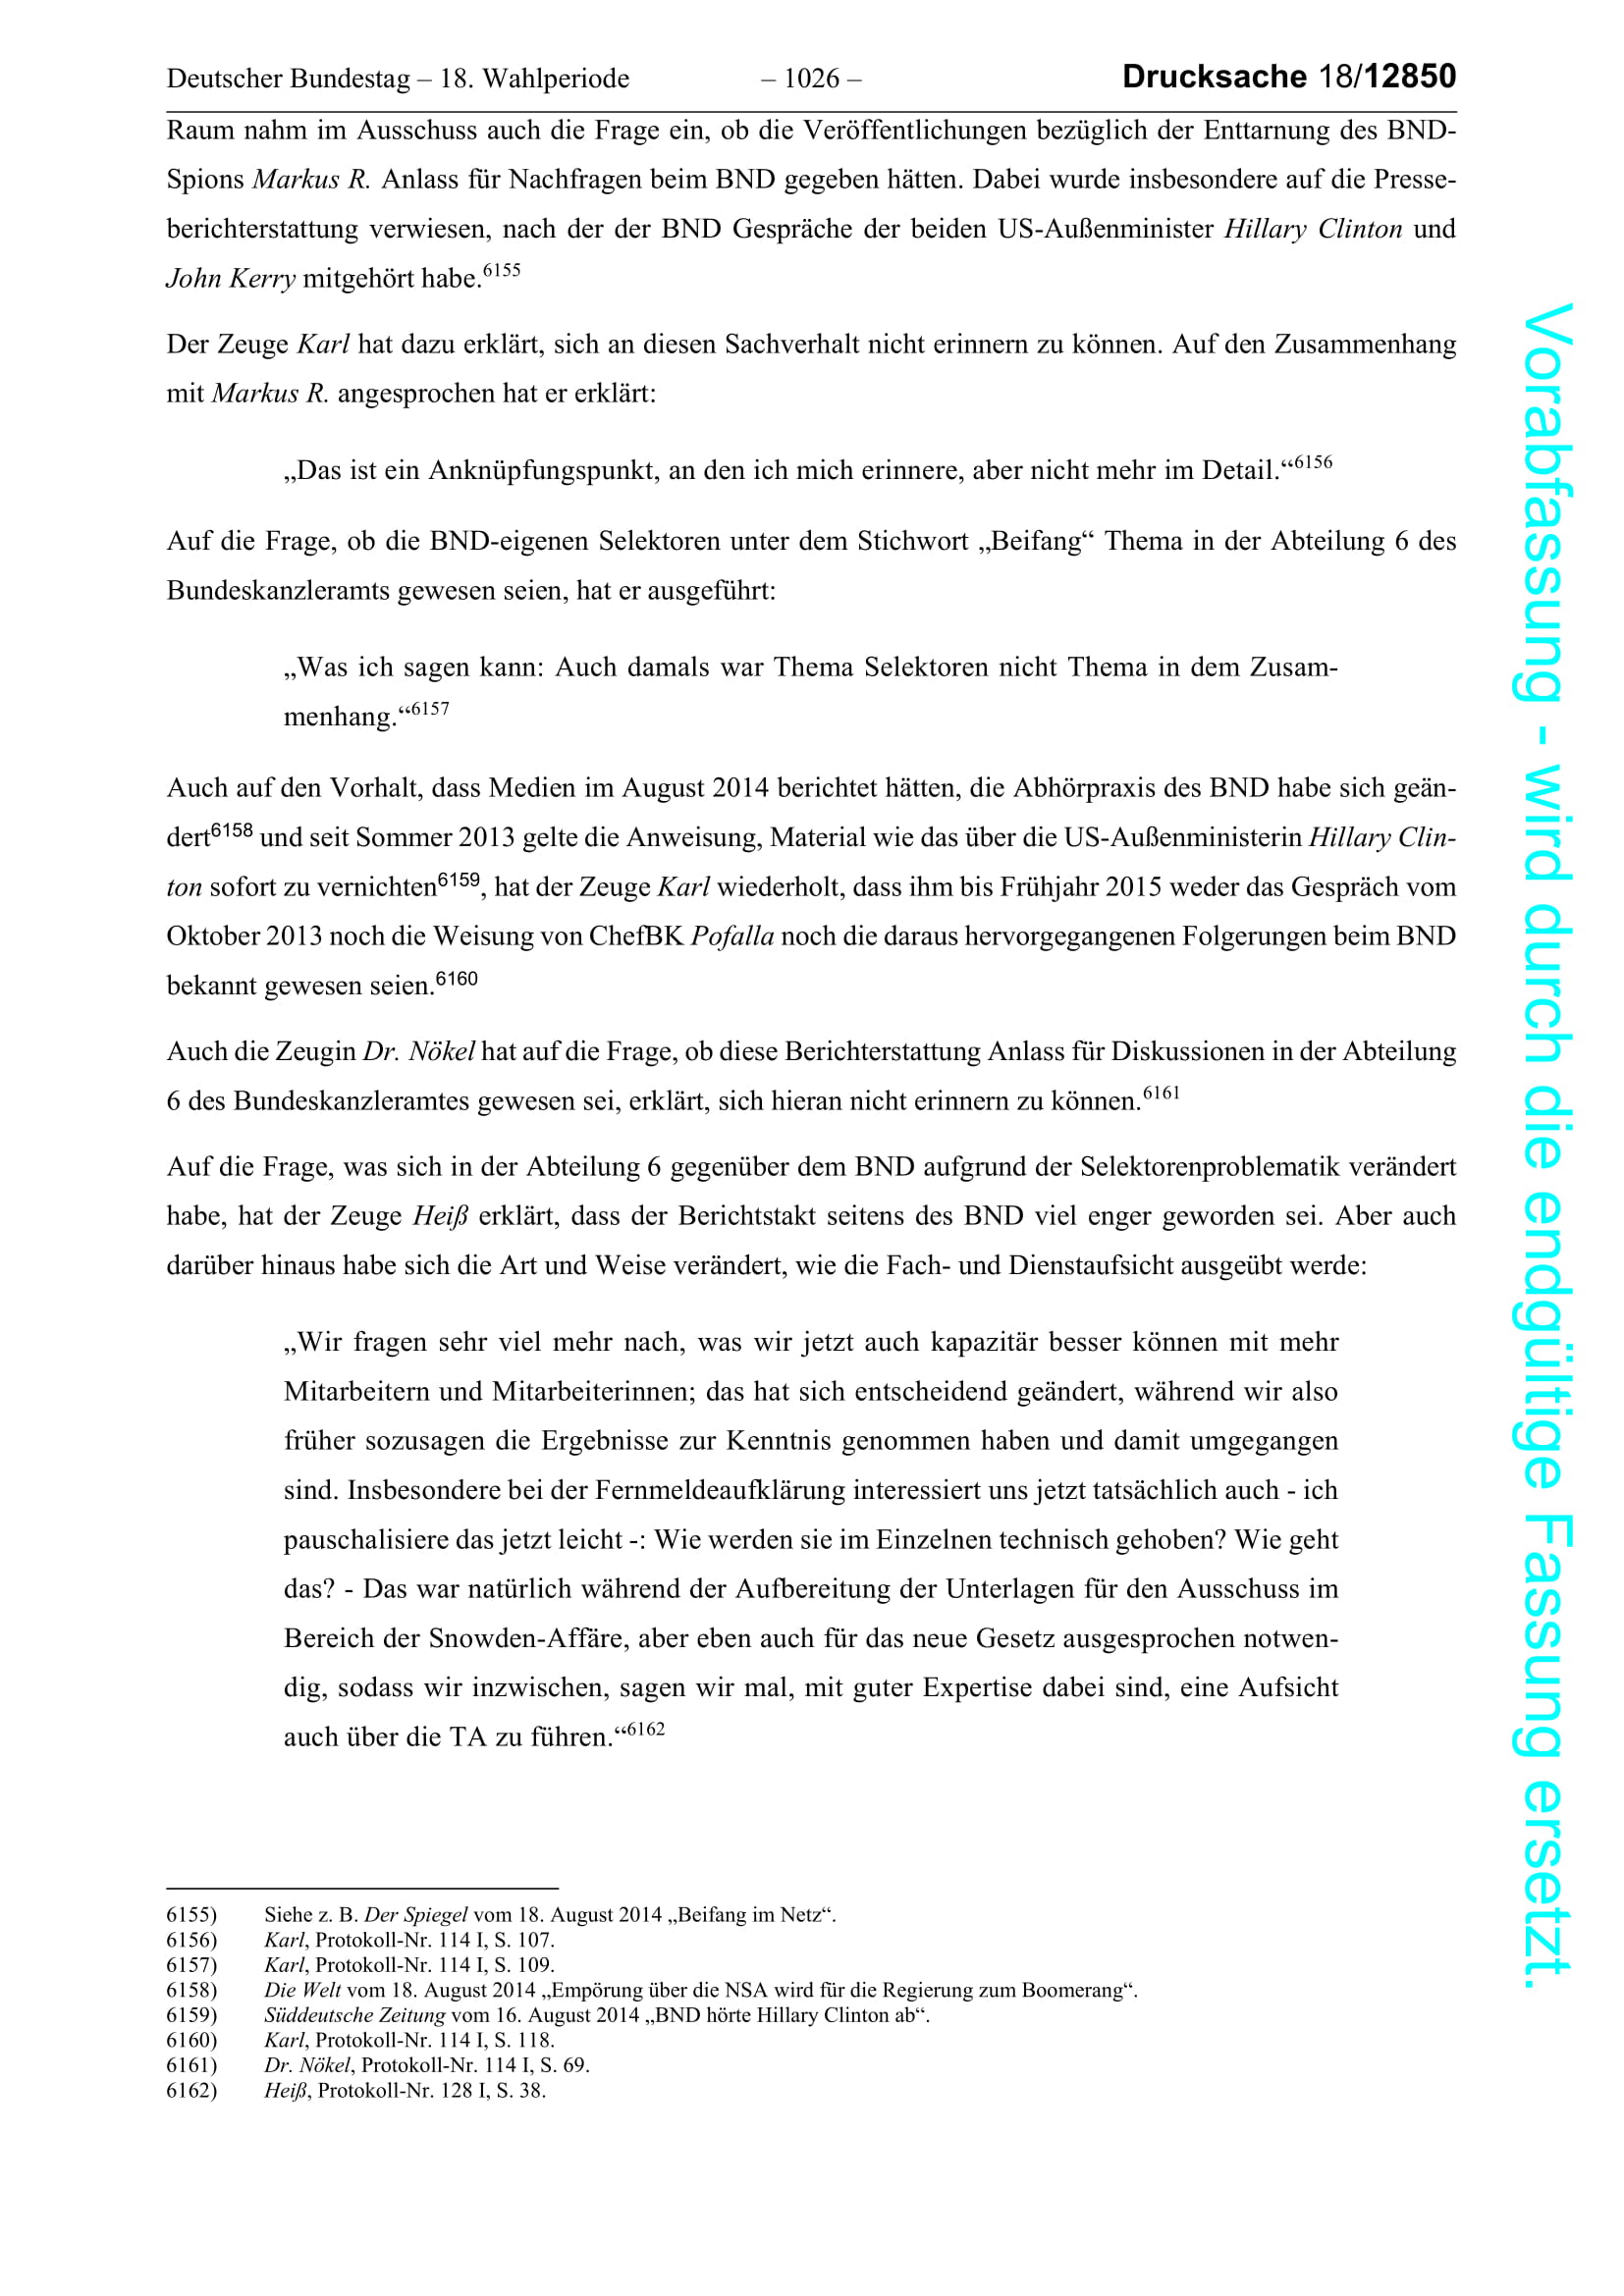 Deutscher Bundestag – 18. Wahlperiode – 1026 – Drucksache 18/12850
Raum nahm im Ausschuss auch die Frage ein, ob die Veröffentlichungen bezüglich der Enttarnung des BND-
Spions Markus R. Anlass für Nachfragen beim BND gegeben hätten. Dabei wurde insbesondere auf die Presse-
berichterstattung verwiesen, nach der der BND Gespräche der beiden US-Außenminister Hillary Clinton und
John Kerry mitgehört habe.6155
Der Zeuge Karl hat dazu erklärt, sich an diesen Sachverhalt nicht erinnern zu können. Auf den Zusammenhang
mit Markus R. angesprochen hat er erklärt:
„Das ist ein Anknüpfungspunkt, an den ich mich erinnere, aber nicht mehr im Detail.“6156
Auf die Frage, ob die BND-eigenen Selektoren unter dem Stichwort „Beifang“ Thema in der Abteilung 6 des
Bundeskanzleramts gewesen seien, hat er ausgeführt:
„Was ich sagen kann: Auch damals war Thema Selektoren nicht Thema in dem Zusam-
menhang.“6157
Auch auf den Vorhalt, dass Medien im August 2014 berichtet hätten, die Abhörpraxis des BND habe sich geän-
dert6158 und seit Sommer 2013 gelte die Anweisung, Material wie das über die US-Außenministerin Hillary Clin-
ton sofort zu vernichten6159, hat der Zeuge Karl wiederholt, dass ihm bis Frühjahr 2015 weder das Gespräch vom
Oktober 2013 noch die Weisung von ChefBK Pofalla noch die daraus hervorgegangenen Folgerungen beim BND
bekannt gewesen seien.6160
Auch die Zeugin Dr. Nökel hat auf die Frage, ob diese Berichterstattung Anlass für Diskussionen in der Abteilung
6 des Bundeskanzleramtes gewesen sei, erklärt, sich hieran nicht erinnern zu können.6161
Auf die Frage, was sich in der Abteilung 6 gegenüber dem BND aufgrund der Selektorenproblematik verändert
habe, hat der Zeuge Heiß erklärt, dass der Berichtstakt seitens des BND viel enger geworden sei. Aber auch
darüber hinaus habe sich die Art und Weise verändert, wie die Fach- und Dienstaufsicht ausgeübt werde:
„Wir fragen sehr viel mehr nach, was wir jetzt auch kapazitär besser können mit mehr
Mitarbeitern und Mitarbeiterinnen; das hat sich entscheidend geändert, während wir also
früher sozusagen die Ergebnisse zur Kenntnis genommen haben und damit umgegangen
sind. Insbesondere bei der Fernmeldeaufklärung interessiert uns jetzt tatsächlich auch - ich
pauschalisiere das jetzt leicht -: Wie werden sie im Einzelnen technisch gehoben? Wie geht
das? - Das war natürlich während der Aufbereitung der Unterlagen für den Ausschuss im
Bereich der Snowden-Affäre, aber eben auch für das neue Gesetz ausgesprochen notwen-
dig, sodass wir inzwischen, sagen wir mal, mit guter Expertise dabei sind, eine Aufsicht
auch über die TA zu führen.“6162
6155) Siehe z. B. Der Spiegel vom 18. August 2014 „Beifang im Netz“.
6156) Karl, Protokoll-Nr. 114 I, S. 107.
6157) Karl, Protokoll-Nr. 114 I, S. 109.
6158) Die Welt vom 18. August 2014 „Empörung über die NSA wird für die Regierung zum Boomerang“.
6159) Süddeutsche Zeitung vom 16. August 2014 „BND hörte Hillary Clinton ab“.
6160) Karl, Protokoll-Nr. 114 I, S. 118.
6161) Dr. Nökel, Protokoll-Nr. 114 I, S. 69.
6162) Heiß, Protokoll-Nr. 128 I, S. 38.
Vorabfassung - wird durch die endgültige Fassung ersetzt.